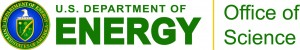 U.S. DEPARTMENT OF
ENERGY
Office of
Science